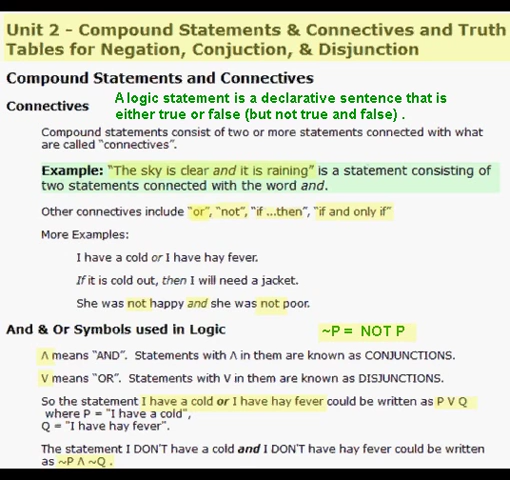 Unit 2 - Compound Statements & Connectives and Truth
Tables for Negation, Conjuction, & Disjunction
Compound Statements and Connectives
Connectives
A logic statement is a declarative sentence that is
either true or false (but not true and false) .
Compound statements consist of two or more statements connected with what
are called "connectives".
Example: "The sky is clear and it is raining" is a statement consisting of
two statements connected with the word and.
Other connectives include "or", "not", "if ...then", "if and only if"
More Examples:
I have a cold or I have hay fever.
If it is cold out, then I will need a jacket.
She was not happy and she was not poor.
And & Or Symbols used in Logic
~P = NOT P
Λ means "AND". Statements with Λ in them are known as CONJUNCTIONS.
V means "OR". Statements with V in them are known as DISJUNCTIONS.
So the statement I have a cold or I have hay fever could be written as P V Q
where P = "I have a cold",
Q = "I have hay fever".
The statement I DON'T have a cold and I DON'T have hay fever could be written
as ~P Λ ~Q .